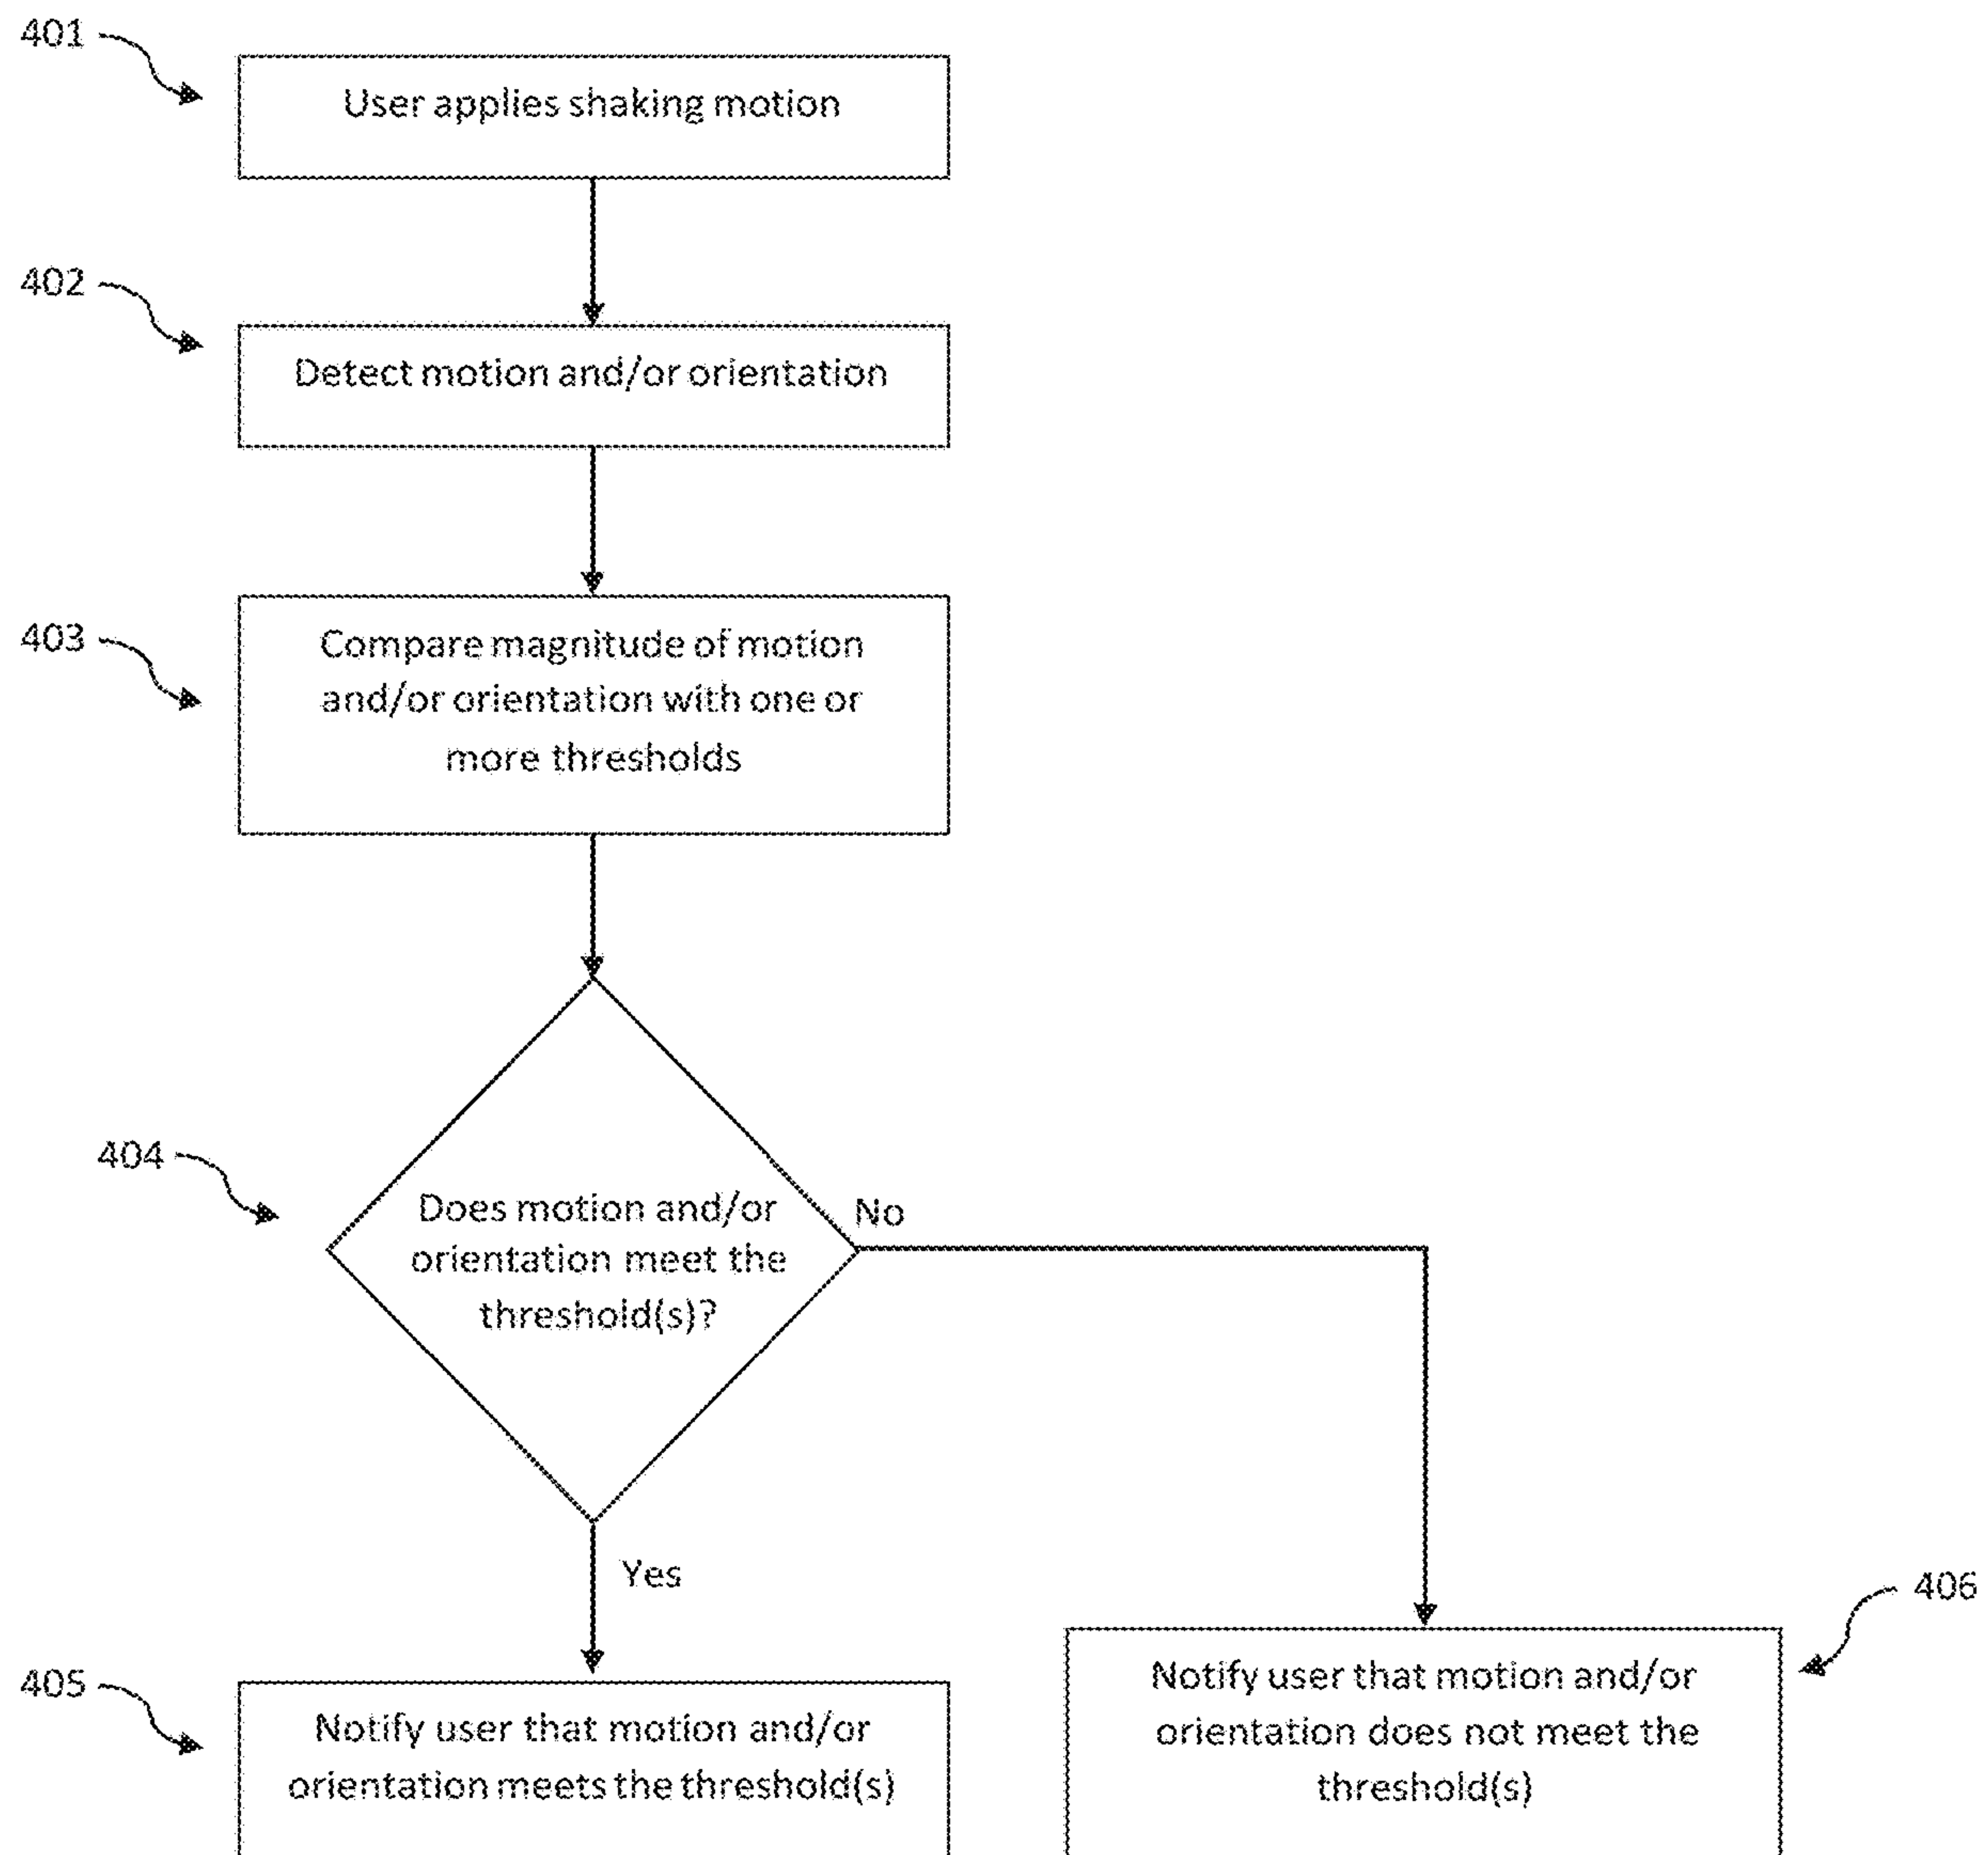 401
User applies shaking motion
402
Detect motion and/or orientation
403
Compare magnitude of motion
and/or orientation with one or
more thresholds
404
Does motion and/or
orientation meet the
threshold(s)?
No
Yes
405
Notify user that motion and/or
orientation meets the threshold(s)
406
Notify user that motion and/or
orientation does not meet the
threshold(s)